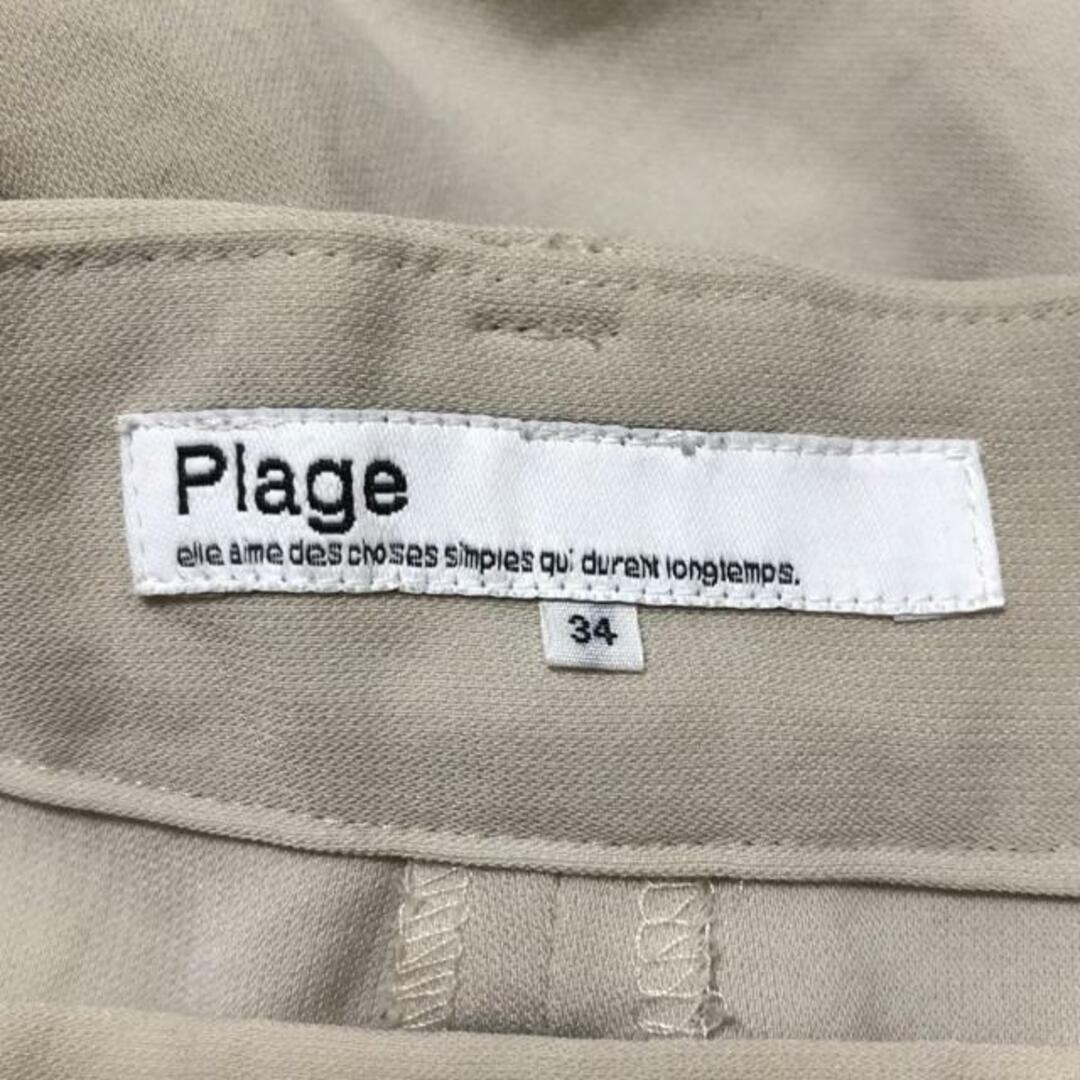 Plage
elle aime des choses simples qui durent longtemps.
34